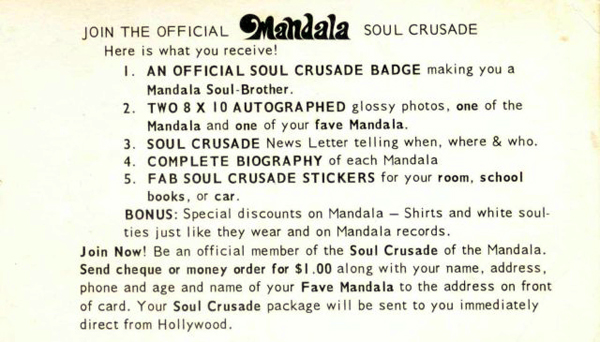 JOIN THE OFFICIAL Mandala SOUL CRUSADE
Here is what you receive!
1. AN OFFICIAL SOUL CRUSADE BADGE making you a
Mandala Soul-Brother.
2. TWO 8 X 10 AUTOGRAPHED glossy photos, one of the
Mandala and one of your fave Mandala.
3. SOUL CRUSADE News Letter telling when, where & who.
4. COMPLETE BIOGRAPHY of each Mandala
5. FAB SOUL CRUSADE STICKERS for your room, school
books, or car.
BONUS: Special discounts on Mandala – Shirts and white soul-
ties just like they wear and on Mandala records.
Join Now! Be an official member of the Soul Crusade of the Mandala.
Send cheque or money order for $1.00 along with your name, address,
phone and age and name of your Fave Mandala to the address on front
of card. Your Soul Crusade package will be sent to you immediately
direct from Hollywood.